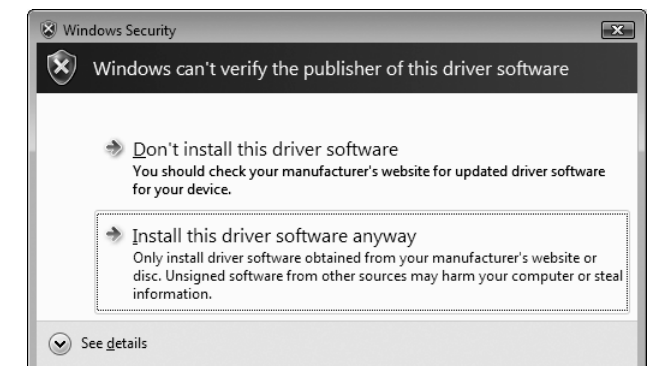 Windows Security
Windows can't verify the publisher of this driver software
Don't install this driver software
You should check your manufacturer's website for updated driver software
for your device.
Install this driver software anyway
Only install driver software obtained from your manufacturer's website or
disc. Unsigned software from other sources may harm your computer or steal
information.
See details